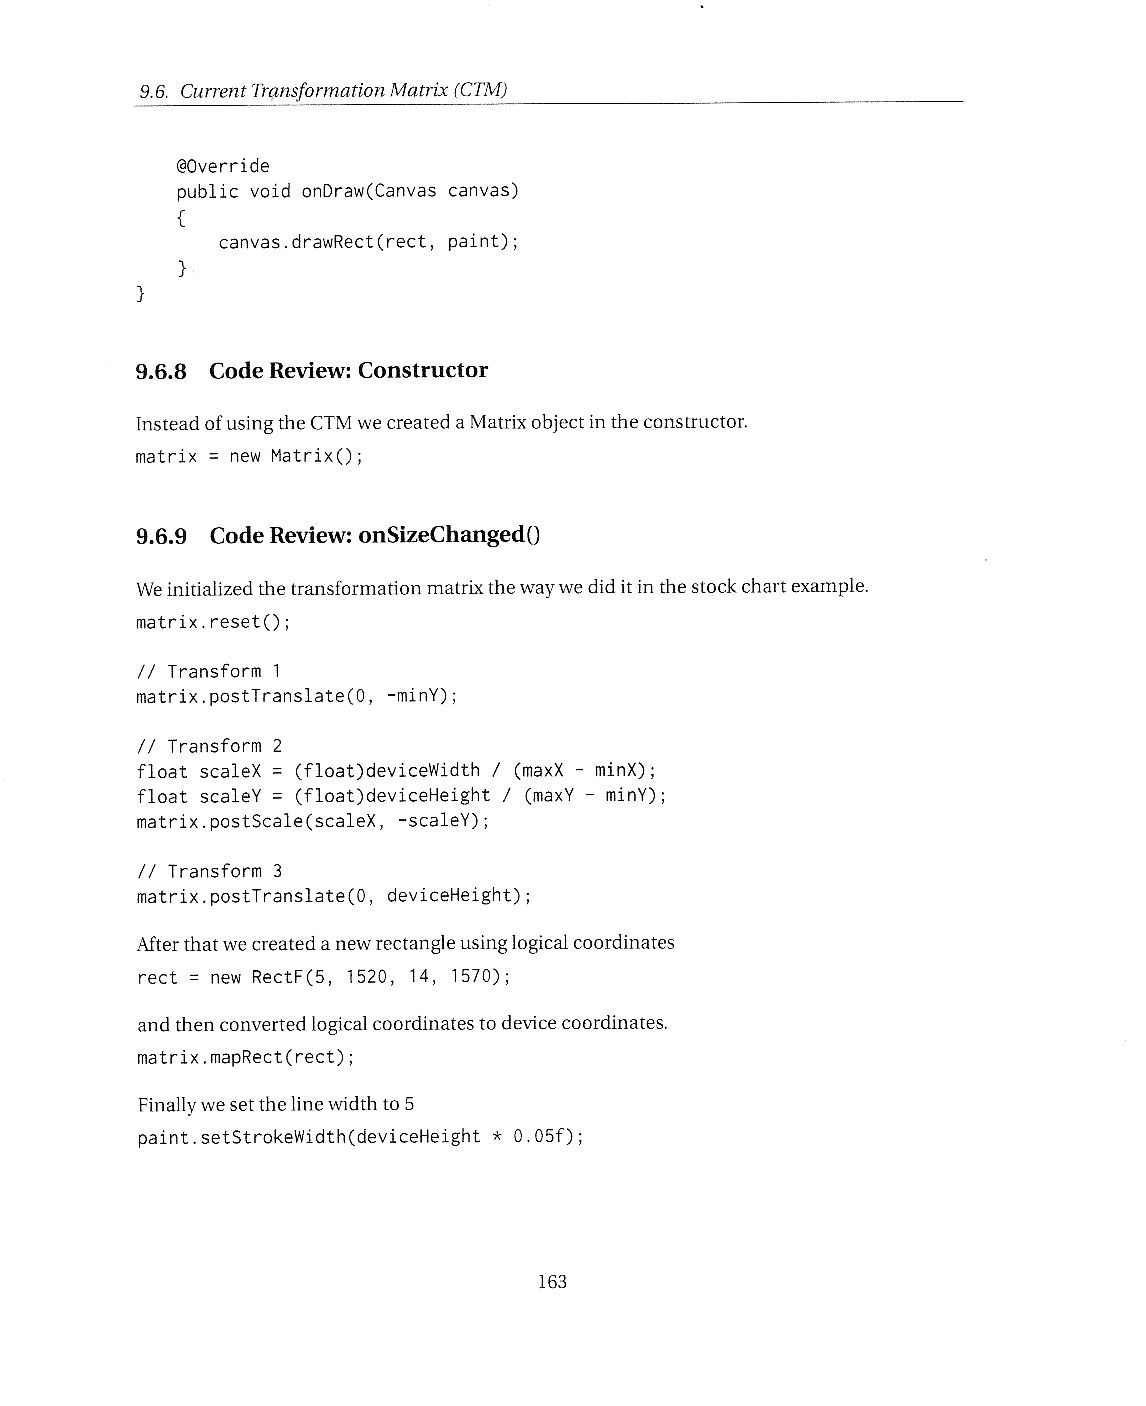 9.6. Current Transformation Matrix (CTM)
@Override
public void onDraw(Canvas canvas)
{
canvas.drawRect(rect, paint);
}
}
9.6.8 Code Review: Constructor
Instead of using the CTM we created a Matrix object in the constructor.
matrix = new Matrix();
9.6.9 Code Review: onSizeChanged()
We initialized the transformation matrix the way we did it in the stock chart example.
matrix.reset();
// Transform 1
matrix.postTranslate(0, -minY);
// Transform 2
float scaleX = (float)deviceWidth / (maxX - minX);
float scaleY = (float)deviceHeight / (maxY - minY);
matrix.postScale(scaleX, -scaleY);
// Transform 3
matrix.postTranslate(0, deviceHeight);
After that we created a new rectangle using logical coordinates
rect = new RectF(5, 1520, 14, 1570);
and then converted logical coordinates to device coordinates.
matrix.mapRect(rect);
Finally we set the line width to 5
paint.setStrokeWidth(deviceHeight * 0.05f);
163